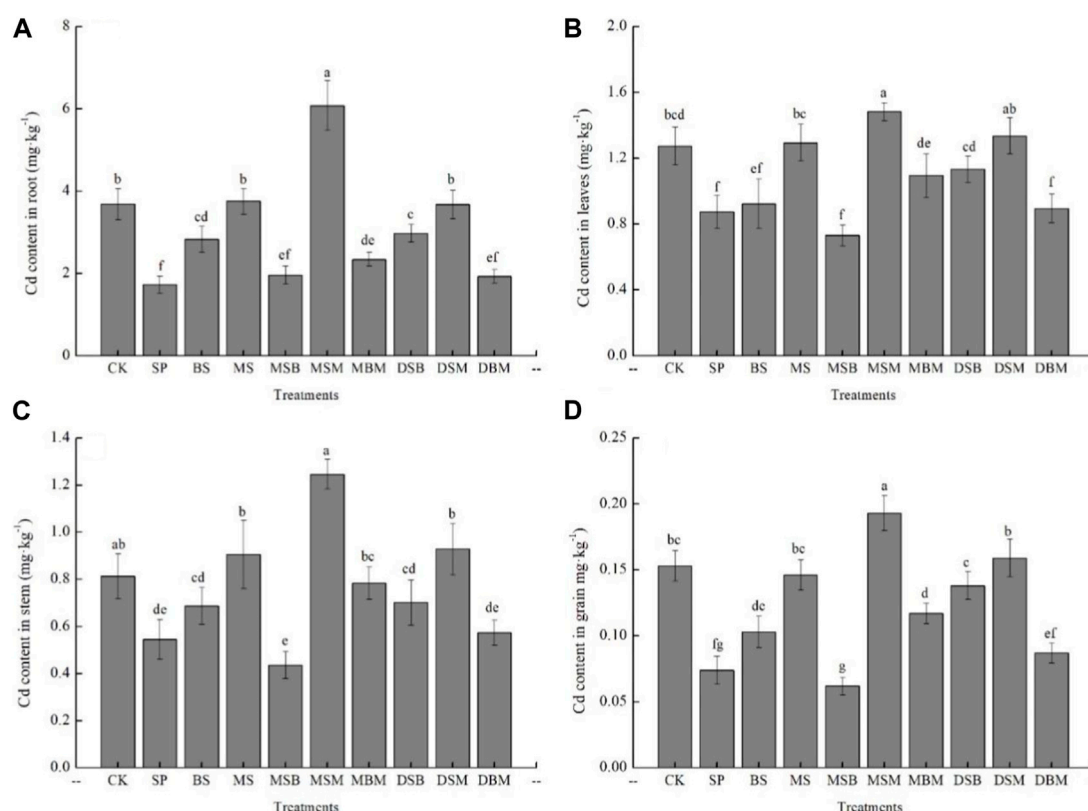 A
Cd content in root (mg·kg⁻¹)
8
6
4
2
0
b
f
cd
b
ef
a
de
c
b
ef
CK SP BS MS MSB MSM MBM DSB DSM DBM --
Treatments
B
Cd content in leaves (mg·kg⁻¹)
2.0
1.6
1.2
0.8
0.4
0.0
bcd
f
ef
bc
f
a
de
cd
ab
f
-- CK SP BS MS MSB MSM MBM DSB DSM DBM
Treatments
C
Cd content in stem (mg·kg⁻¹)
1.4
1.2
1.0
0.8
0.6
0.4
0.2
0.0
ab
de
cd
b
e
a
bc
cd
b
de
-- CK SP BS MS MSB MSM MBM DSB DSM DBM --
Treatments
D
Cd content in grain mg·kg⁻¹)
0.25
0.20
0.15
0.10
0.05
0.00
bc
fg
de
bc
g
a
d
c
b
ef
-- CK SP BS MS MSB MSM MBM DSB DSM DBM
Treatments